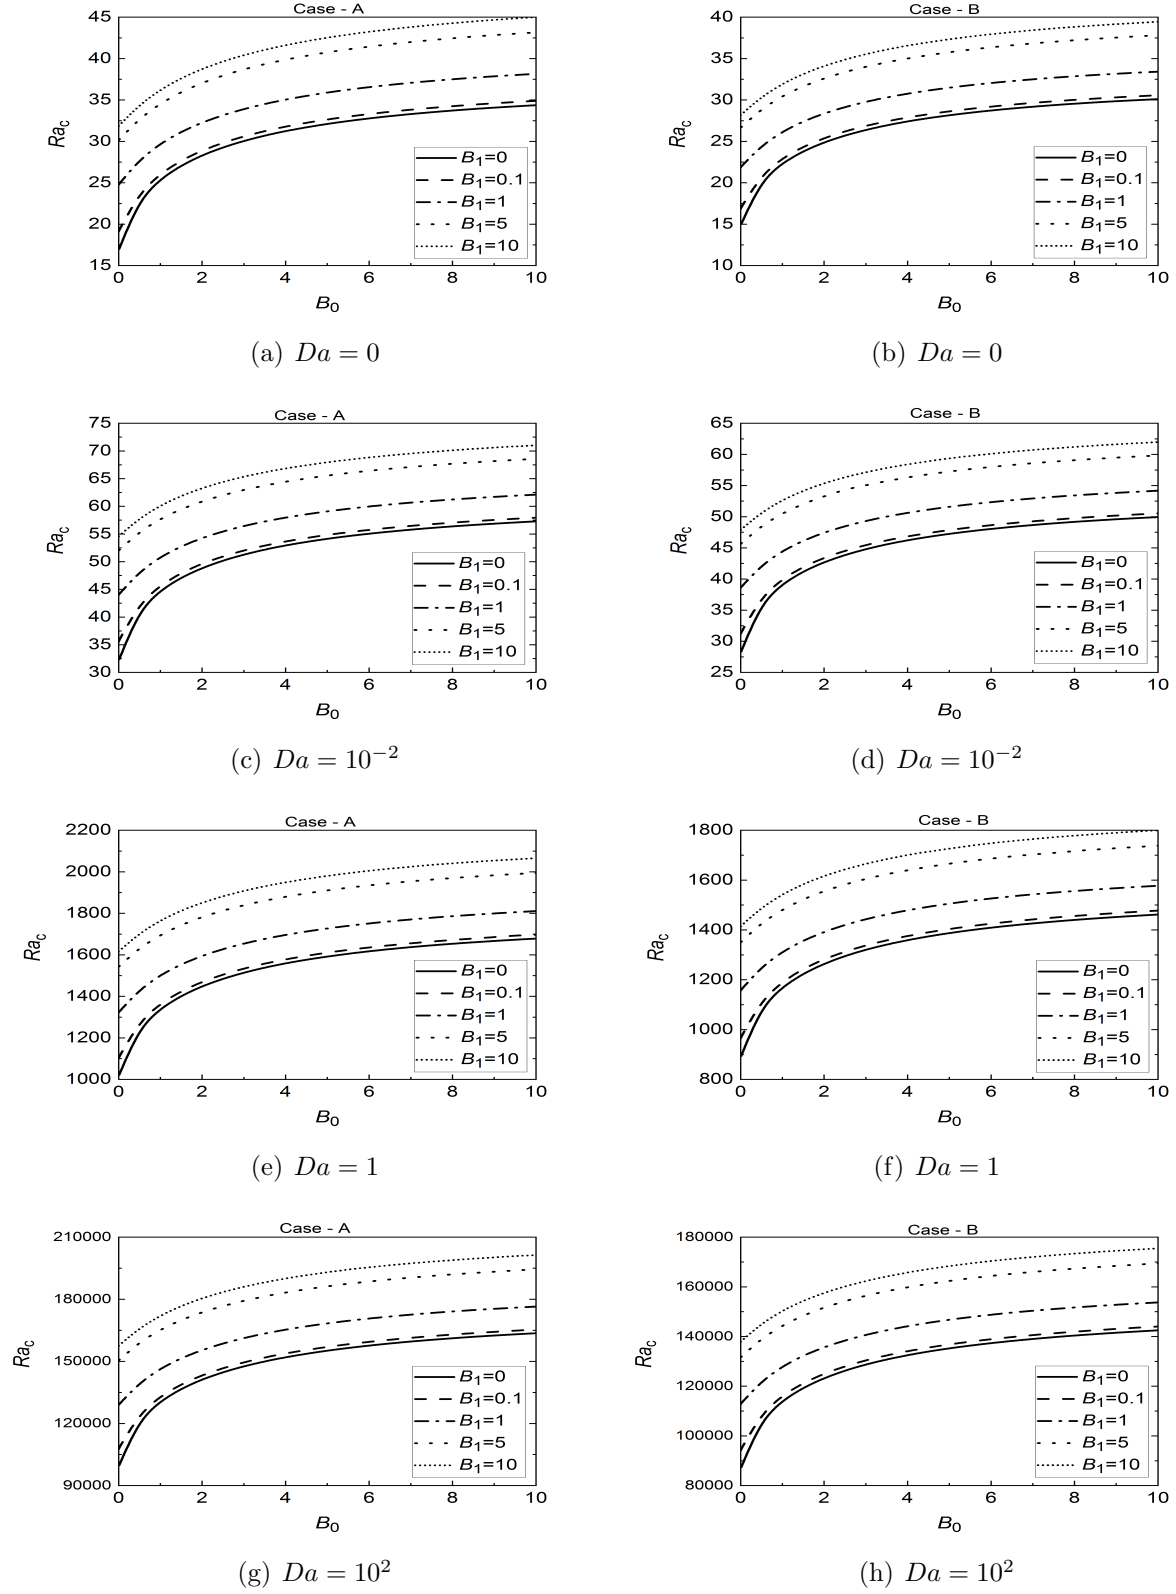 Case - A
45
40
35
30
25
20
15
Ra_c
B_1=0
B_1=0.1
B_1=1
B_1=5
B_1=10
0 2 4 6 8 10
B_0
(a) Da = 0
Case - B
40
35
30
25
20
15
10
Ra_c
B_1=0
B_1=0.1
B_1=1
B_1=5
B_1=10
0 2 4 6 8 10
B_0
(b) Da = 0
Case - A
75
70
65
60
55
50
45
40
35
30
Ra_c
B_1=0
B_1=0.1
B_1=1
B_1=5
B_1=10
0 2 4 6 8 10
B_0
(c) Da = 10^{-2}
Case - B
65
60
55
50
45
40
35
30
25
Ra_c
B_1=0
B_1=0.1
B_1=1
B_1=5
B_1=10
0 2 4 6 8 10
B_0
(d) Da = 10^{-2}
Case - A
2200
2000
1800
1600
1400
1200
1000
Ra_c
B_1=0
B_1=0.1
B_1=1
B_1=5
B_1=10
0 2 4 6 8 10
B_0
(e) Da = 1
Case - B
1800
1600
1400
1200
1000
800
Ra_c
B_1=0
B_1=0.1
B_1=1
B_1=5
B_1=10
0 2 4 6 8 10
B_0
(f) Da = 1
Case - A
210000
180000
150000
120000
90000
Ra_c
B_1=0
B_1=0.1
B_1=1
B_1=5
B_1=10
0 2 4 6 8 10
B_0
(g) Da = 10^2
Case - B
180000
160000
140000
120000
100000
80000
Ra_c
B_1=0
B_1=0.1
B_1=1
B_1=5
B_1=10
0 2 4 6 8 10
B_0
(h) Da = 10^2